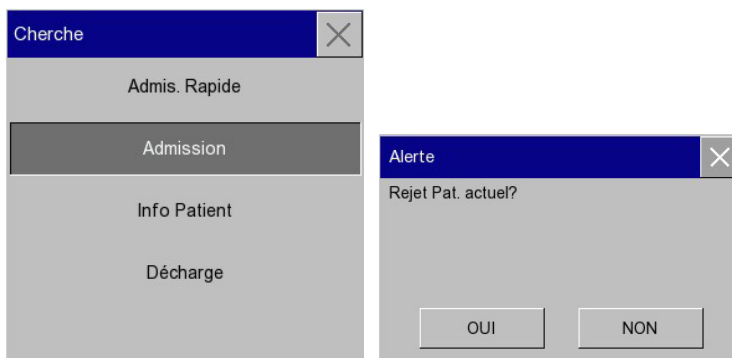 Cherche
Admis. Rapide
Admission
Info Patient
Décharge
Alerte
Rejet Pat. actuel?
OUI
NON